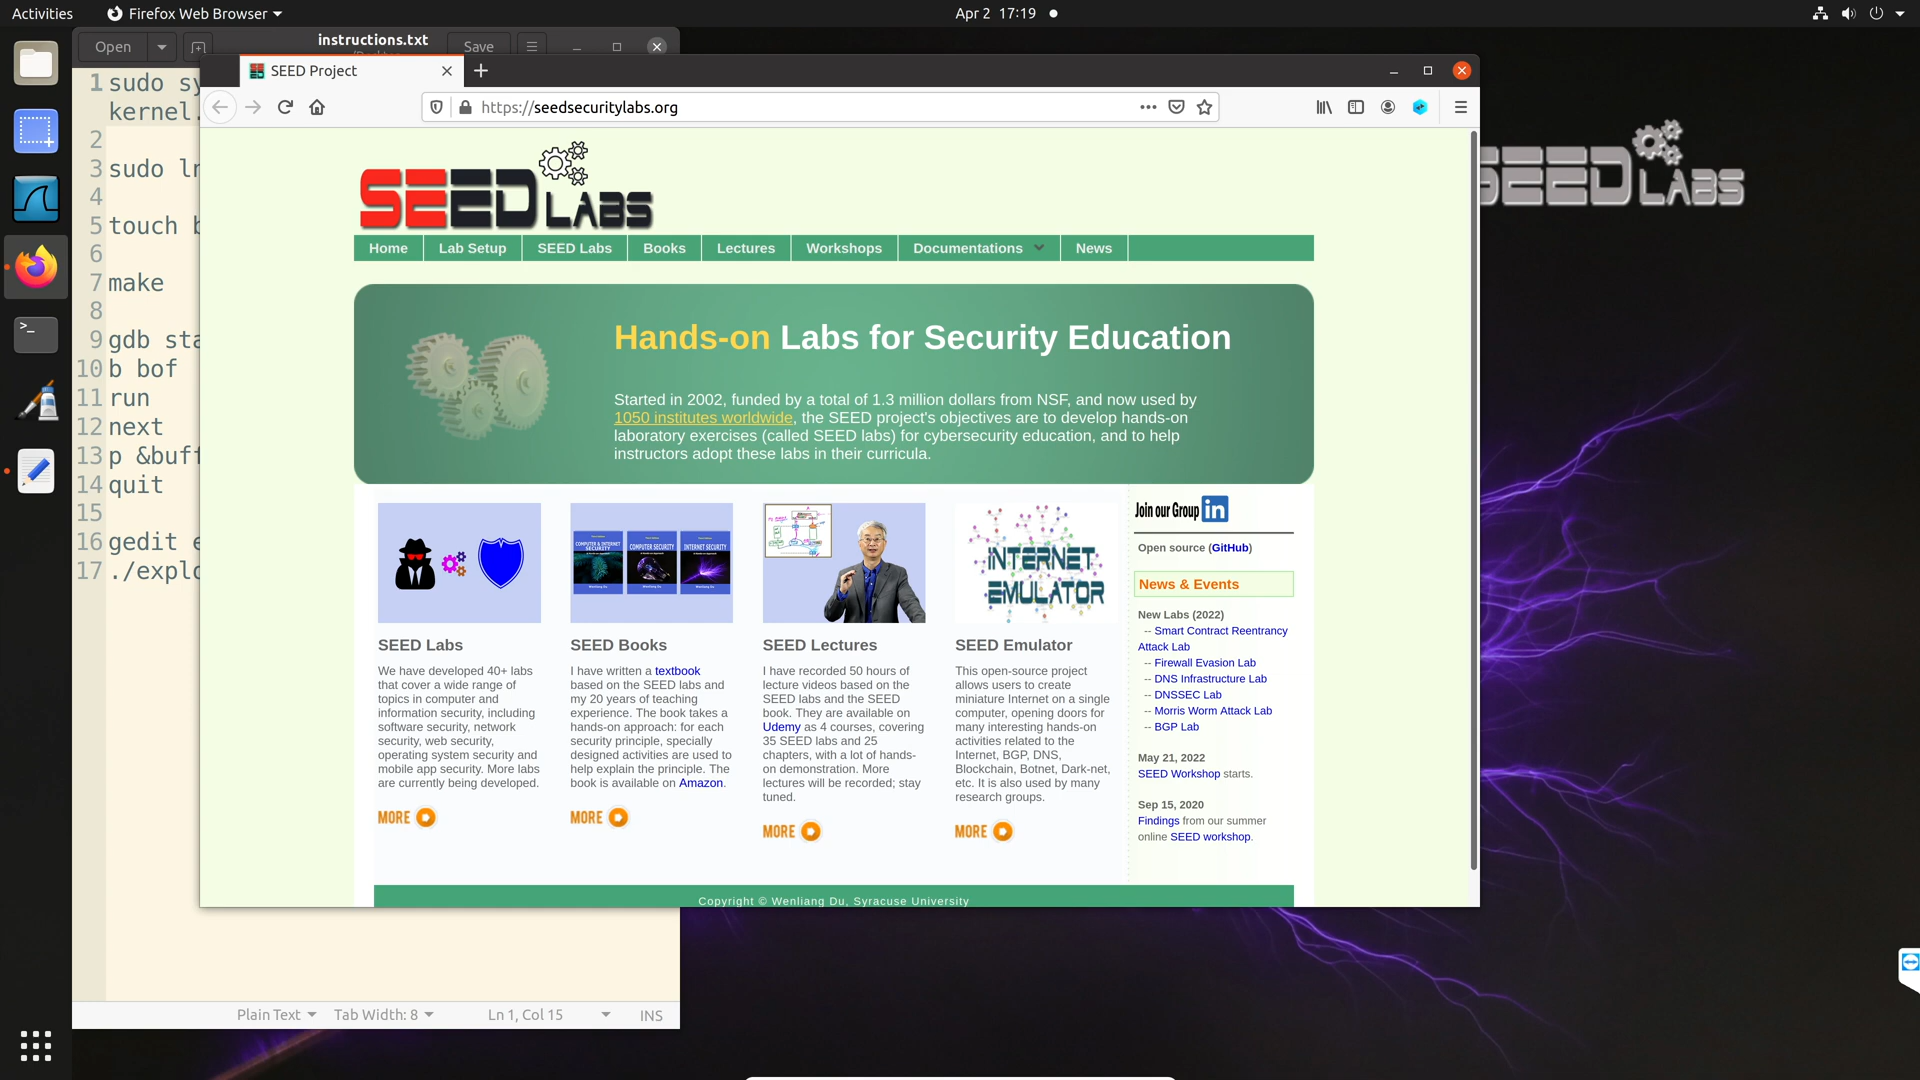 Activities
Firefox Web Browser
Apr 2 17:19
Open
instructions.txt
Save
1 sudo sy
kernel.
2
3 sudo ln
4
5 touch b
6
7 make
8
9 gdb sta
10 b bof
11 run
12 next
13 p &buff
14 quit
15
16 gedit e
17 ./explo
Plain Text
Tab Width: 8
Ln 1, Col 15
INS
SEED Project
https://seedsecuritylabs.org
SEED LABS
Home
Lab Setup
SEED Labs
Books
Lectures
Workshops
Documentations
News
Hands-on Labs for Security Education
Started in 2002, funded by a total of 1.3 million dollars from NSF, and now used by
1050 institutes worldwide, the SEED project's objectives are to develop hands-on
laboratory exercises (called SEED labs) for cybersecurity education, and to help
instructors adopt these labs in their curricula.
SEED Labs
We have developed 40+ labs
that cover a wide range of
topics in computer and
information security, including
software security, network
security, web security,
operating system security and
mobile app security. More labs
are currently being developed.
MORE
COMPUTER & INTERNET SECURITY
COMPUTER SECURITY
INTERNET SECURITY
SEED Books
I have written a textbook
based on the SEED labs and
my 20 years of teaching
experience. The book takes a
hands-on approach: for each
security principle, specially
designed activities are used to
help explain the principle. The
book is available on Amazon.
MORE
SEED Lectures
I have recorded 50 hours of
lecture videos based on the
SEED labs and the SEED
book. They are available on
Udemy as 4 courses, covering
35 SEED labs and 25
chapters, with a lot of hands-
on demonstration. More
lectures will be recorded; stay
tuned.
MORE
INTERNET
EMULATOR
SEED Emulator
This open-source project
allows users to create
miniature Internet on a single
computer, opening doors for
many interesting hands-on
activities related to the
Internet, BGP, DNS,
Blockchain, Botnet, Dark-net,
etc. It is also used by many
research groups.
MORE
Join our Group in
Open source (GitHub)
News & Events
New Labs (2022)
-- Smart Contract Reentrancy
Attack Lab
-- Firewall Evasion Lab
-- DNS Infrastructure Lab
-- DNSSEC Lab
-- Morris Worm Attack Lab
-- BGP Lab
May 21, 2022
SEED Workshop starts.
Sep 15, 2020
Findings from our summer
online SEED workshop.
Copyright © Wenliang Du, Syracuse University
SEED LABS